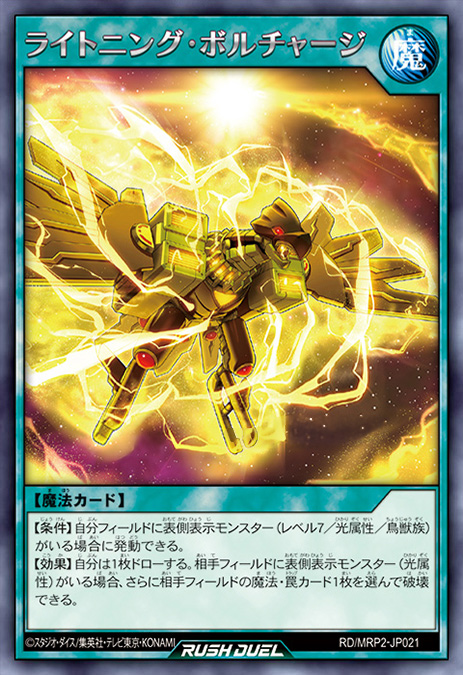 ライトニング・ボルチャージ
魔
【魔法カード】
【条件】自分フィールドに表側表示モンスター（レベル7／光属性／鳥獣族）
がいる場合に発動できる。
【効果】自分は1枚ドローする。相手フィールドに表側表示モンスター（光属
性）がいる場合、さらに相手フィールドの魔法・罠カード1枚を選んで破壊
できる。
©スタジオ・ダイス/集英社・テレビ東京・KONAMI
RUSH DUEL
RD/MRP2-JP021